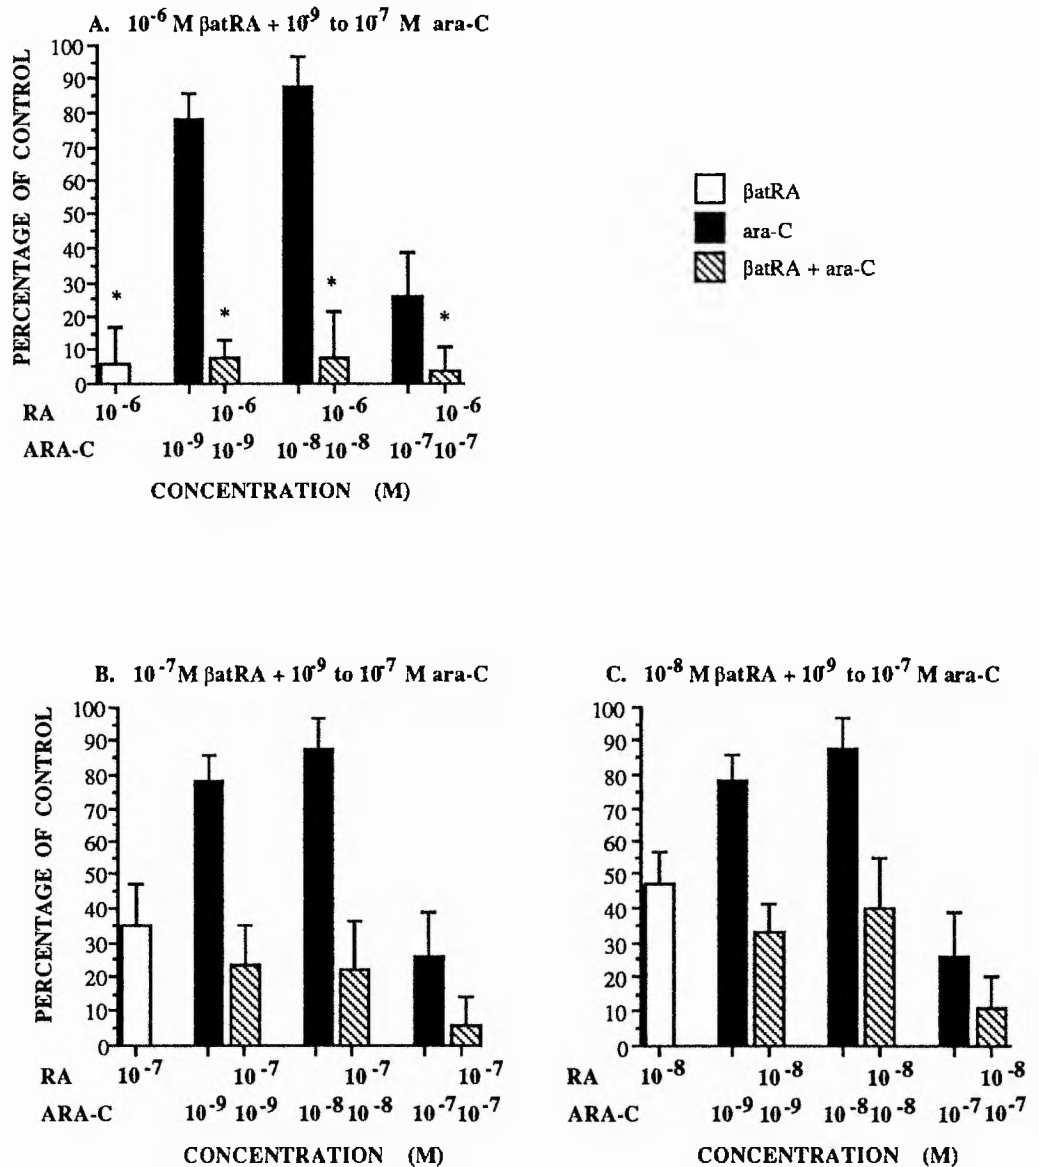 A. 10⁻⁶ M βatRA + 10⁻⁹ to 10⁻⁷ M ara-C
PERCENTAGE OF CONTROL
100
90
80
70
60
50
40
30
20
10
0
* * * *
RA 10⁻⁶ 10⁻⁶ 10⁻⁶ 10⁻⁶
ARA-C 10⁻⁹ 10⁻⁹ 10⁻⁸ 10⁻⁸ 10⁻⁷ 10⁻⁷
CONCENTRATION (M)
βatRA
ara-C
βatRA + ara-C
B. 10⁻⁷ M βatRA + 10⁻⁹ to 10⁻⁷ M ara-C
PERCENTAGE OF CONTROL
100
90
80
70
60
50
40
30
20
10
0
RA 10⁻⁷ 10⁻⁷ 10⁻⁷ 10⁻⁷
ARA-C 10⁻⁹ 10⁻⁹ 10⁻⁸ 10⁻⁸ 10⁻⁷ 10⁻⁷
CONCENTRATION (M)
C. 10⁻⁸ M βatRA + 10⁻⁹ to 10⁻⁷ M ara-C
100
90
80
70
60
50
40
30
20
10
0
RA 10⁻⁸ 10⁻⁸ 10⁻⁸ 10⁻⁸
ARA-C 10⁻⁹ 10⁻⁹ 10⁻⁸ 10⁻⁸ 10⁻⁷ 10⁻⁷
CONCENTRATION (M)